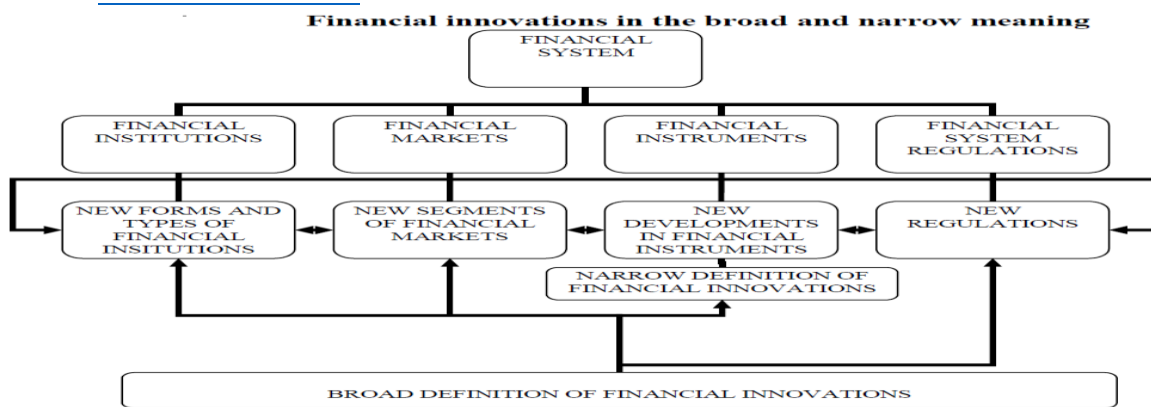 Financial innovations in the broad and narrow meaning
FINANCIAL
SYSTEM
FINANCIAL
INSTITUTIONS
FINANCIAL
MARKETS
FINANCIAL
INSTRUMENTS
FINANCIAL
SYSTEM
REGULATIONS
NEW FORMS AND
TYPES OF
FINANCIAL
INSITUTIONS
NEW SEGMENTS
OF FINANCIAL
MARKETS
NEW
DEVELOPMENTS
IN FINANCIAL
INSTRUMENTS
NEW
REGULATIONS
NARROW DEFINITION OF
FINANCIAL INNOVATIONS
BROAD DEFINITION OF FINANCIAL INNOVATIONS